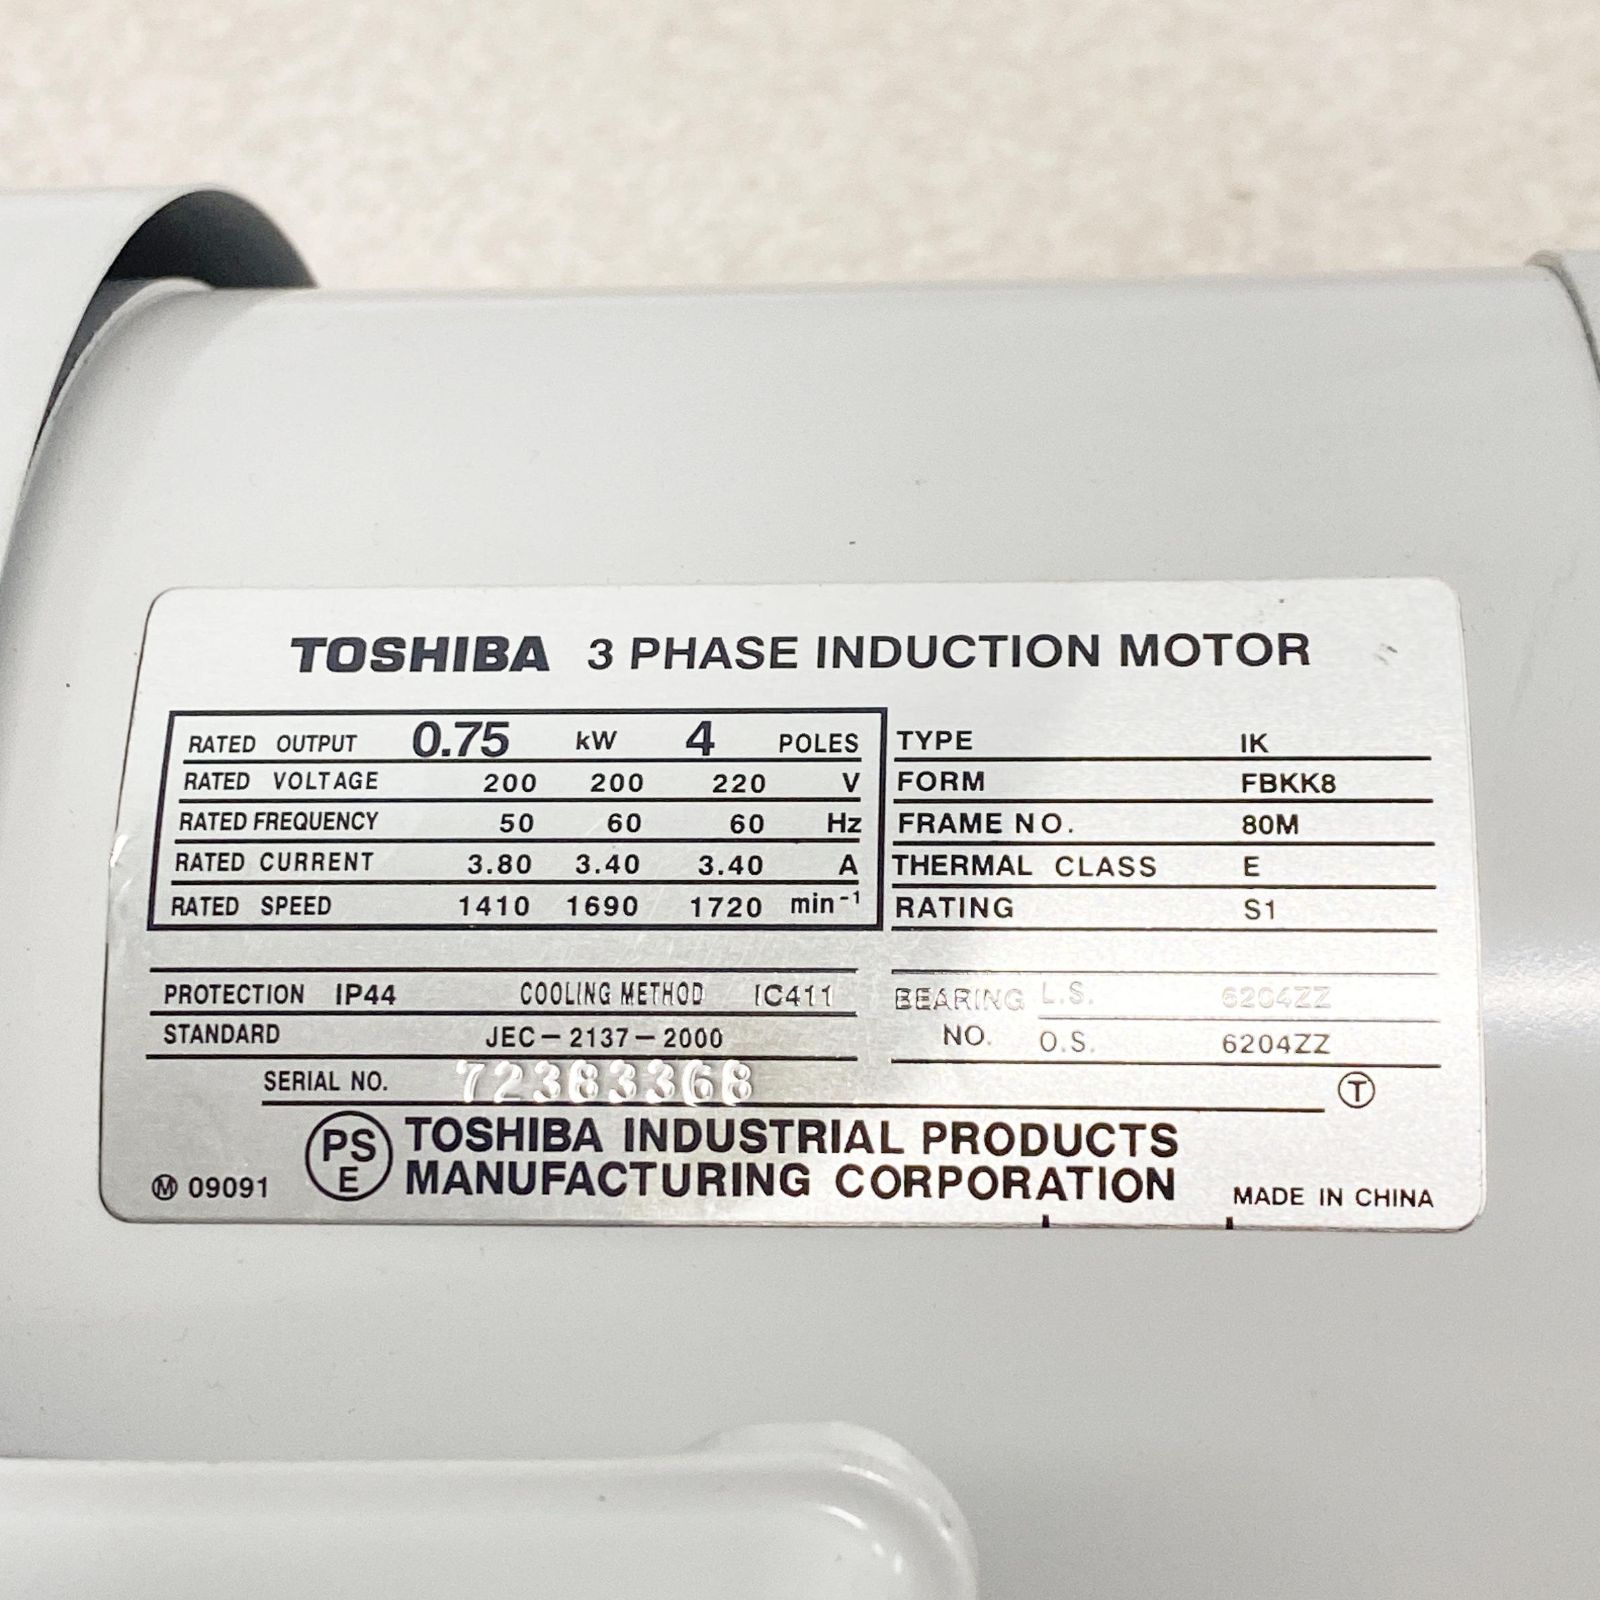 TOSHIBA 3 PHASE INDUCTION MOTOR
RATED OUTPUT 0.75 kW 4 POLES
RATED VOLTAGE 200 200 220 V
RATED FREQUENCY 50 60 60 Hz
RATED CURRENT 3.80 3.40 3.40 A
RATED SPEED 1410 1690 1720 min-1
TYPE IK
FORM FBKK8
FRAME NO. 80M
THERMAL CLASS E
RATING S1
PROTECTION IP44 COOLING METHOD IC411
STANDARD JEC-2137-2000
BEARING L.S. 6204ZZ
NO. O.S. 6204ZZ
SERIAL NO. 72383368
T
PS
E
TOSHIBA INDUSTRIAL PRODUCTS
MANUFACTURING CORPORATION
M 09091
MADE IN CHINA